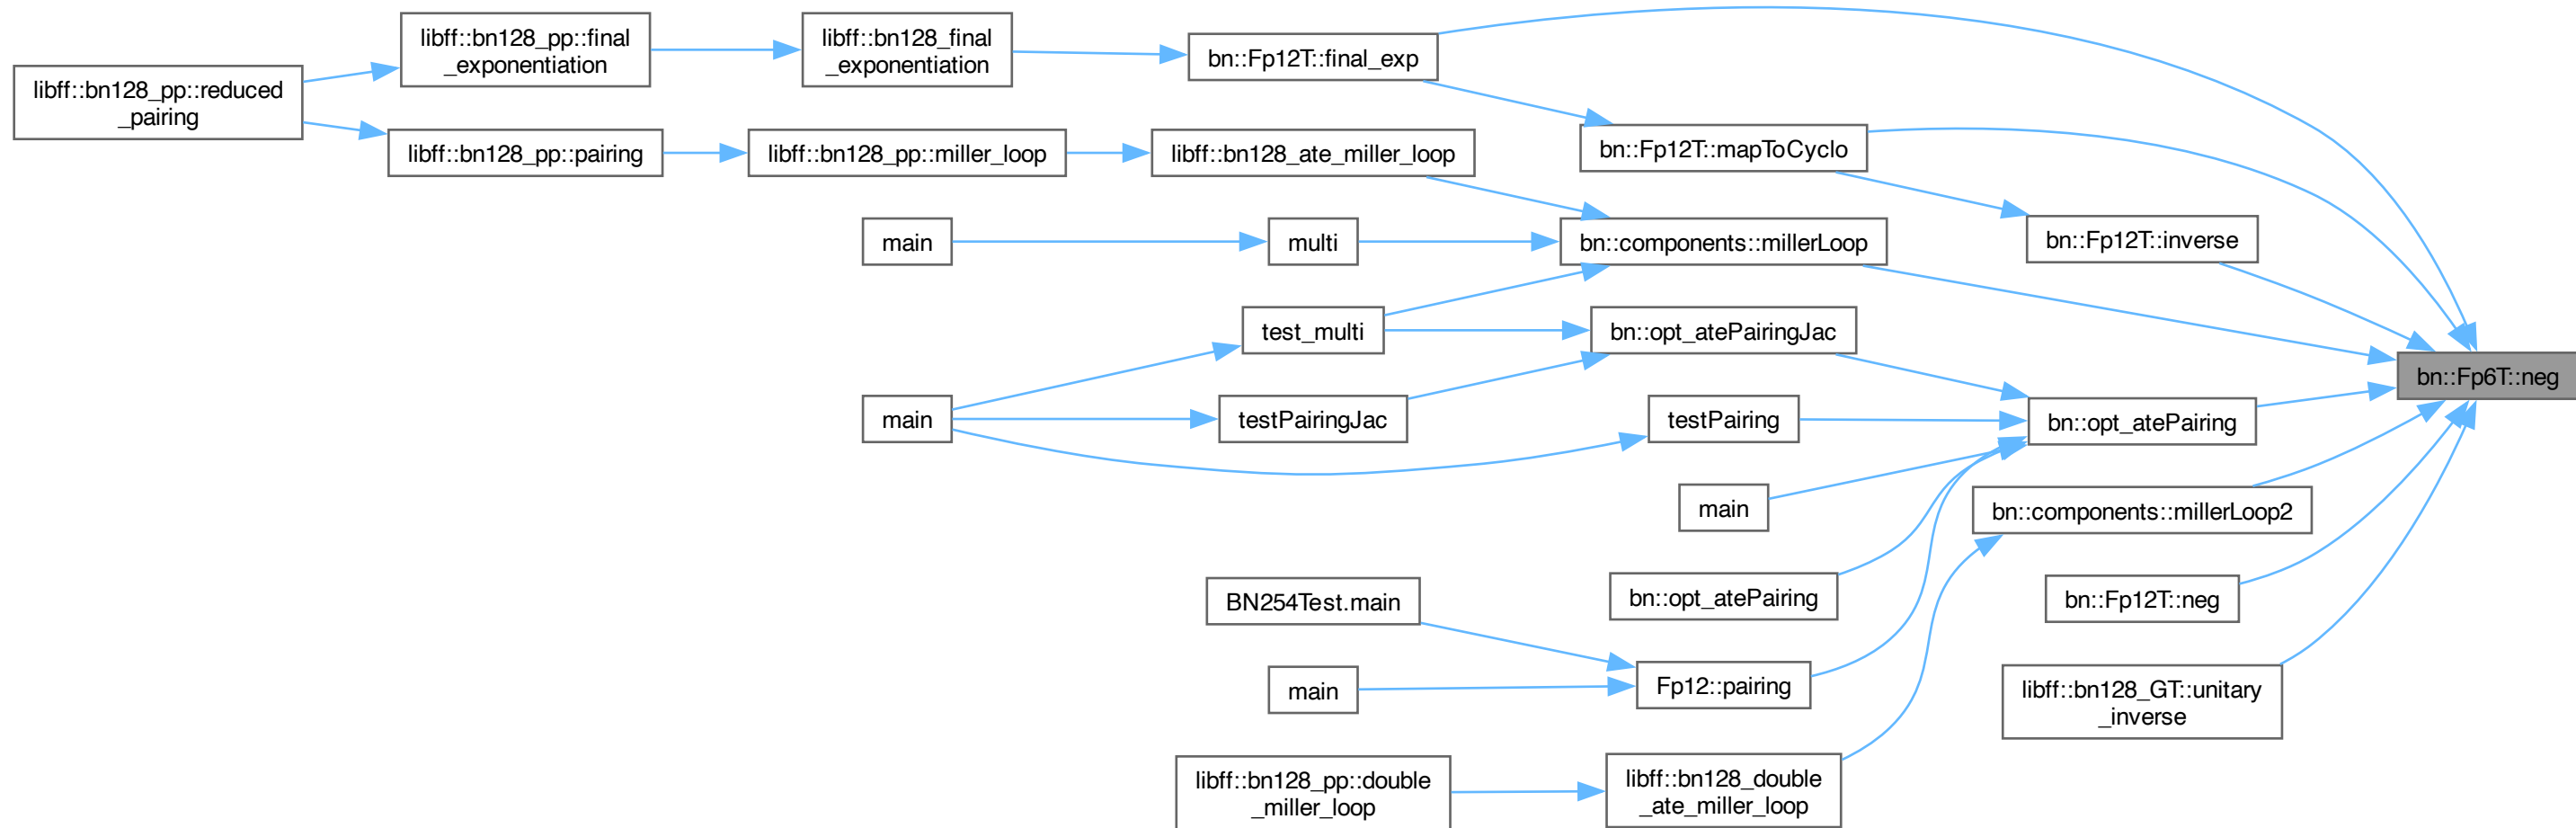 libff::bn128_pp::final
_exponentiation
libff::bn128_final
_exponentiation
bn::Fp12T::final_exp
libff::bn128_pp::reduced
_pairing
libff::bn128_pp::pairing
libff::bn128_pp::miller_loop
libff::bn128_ate_miller_loop
bn::Fp12T::mapToCyclo
main
multi
bn::components::millerLoop
bn::Fp12T::inverse
test_multi
bn::opt_atePairingJac
bn::Fp6T::neg
main
testPairingJac
testPairing
bn::opt_atePairing
main
bn::components::millerLoop2
BN254Test.main
bn::opt_atePairing
bn::Fp12T::neg
main
Fp12::pairing
libff::bn128_GT::unitary
_inverse
libff::bn128_pp::double
_miller_loop
libff::bn128_double
_ate_miller_loop